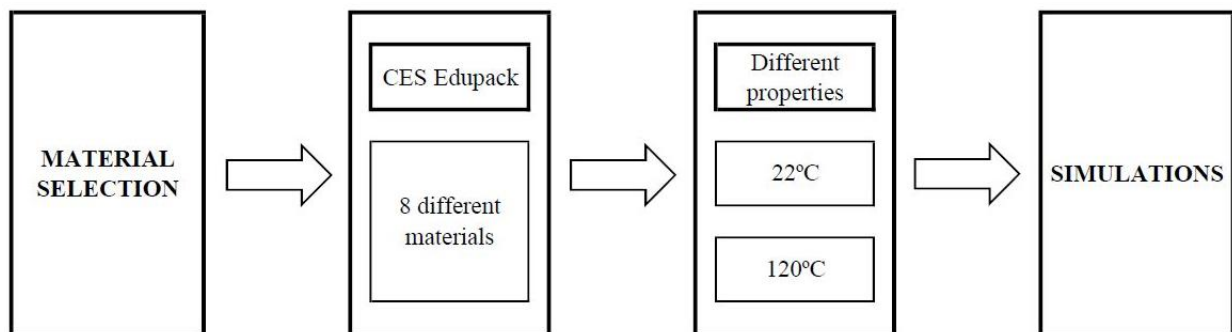 MATERIAL
SELECTION
CES Edupack
8 different
materials
Different
properties
22ºC
120ºC
SIMULATIONS